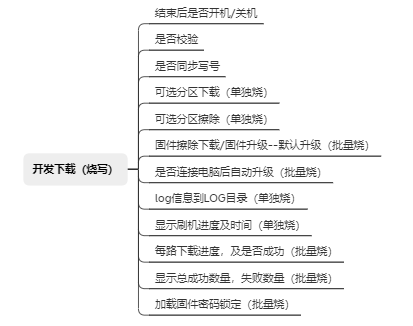 结束后是否开机/关机
是否校验
是否同步写号
可选分区下载（单独烧）
可选分区擦除（单独烧）
固件擦除下载/固件升级--默认升级（批量烧）
开发下载（烧写）
是否连接电脑后自动升级（批量烧）
log信息到LOG目录（单独烧）
显示刷机进度及时间（单独烧）
每路下载进度，及是否成功（批量烧）
显示总成功数量，失败数量（批量烧）
加载固件密码锁定（批量烧）